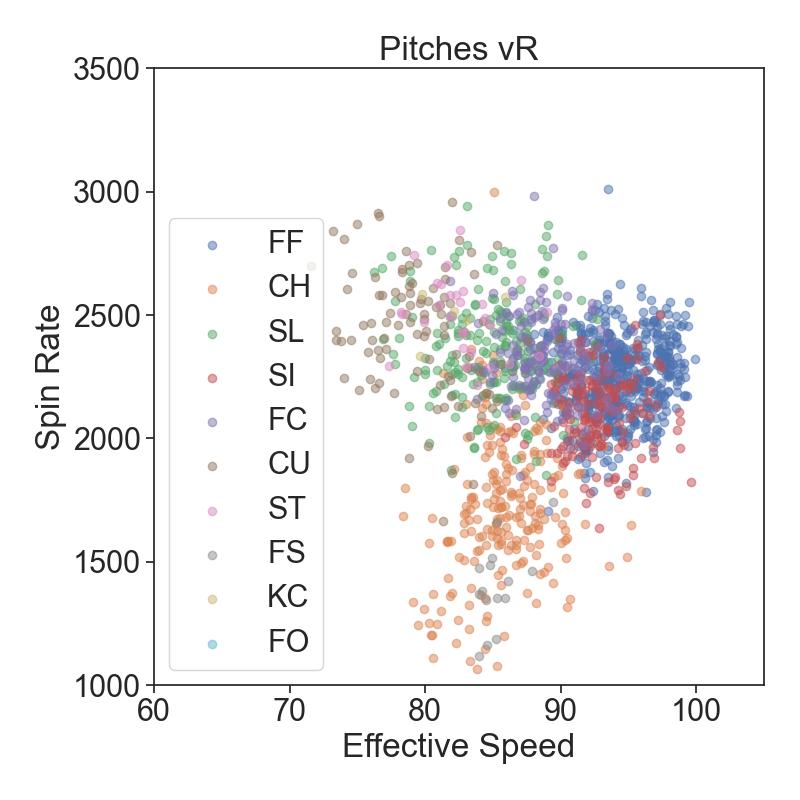 Pitches vR
3500
3000
2500
2000
1500
1000
Spin Rate
FF
CH
SL
SI
FC
CU
ST
FS
KC
FO
60 70 80 90 100
Effective Speed